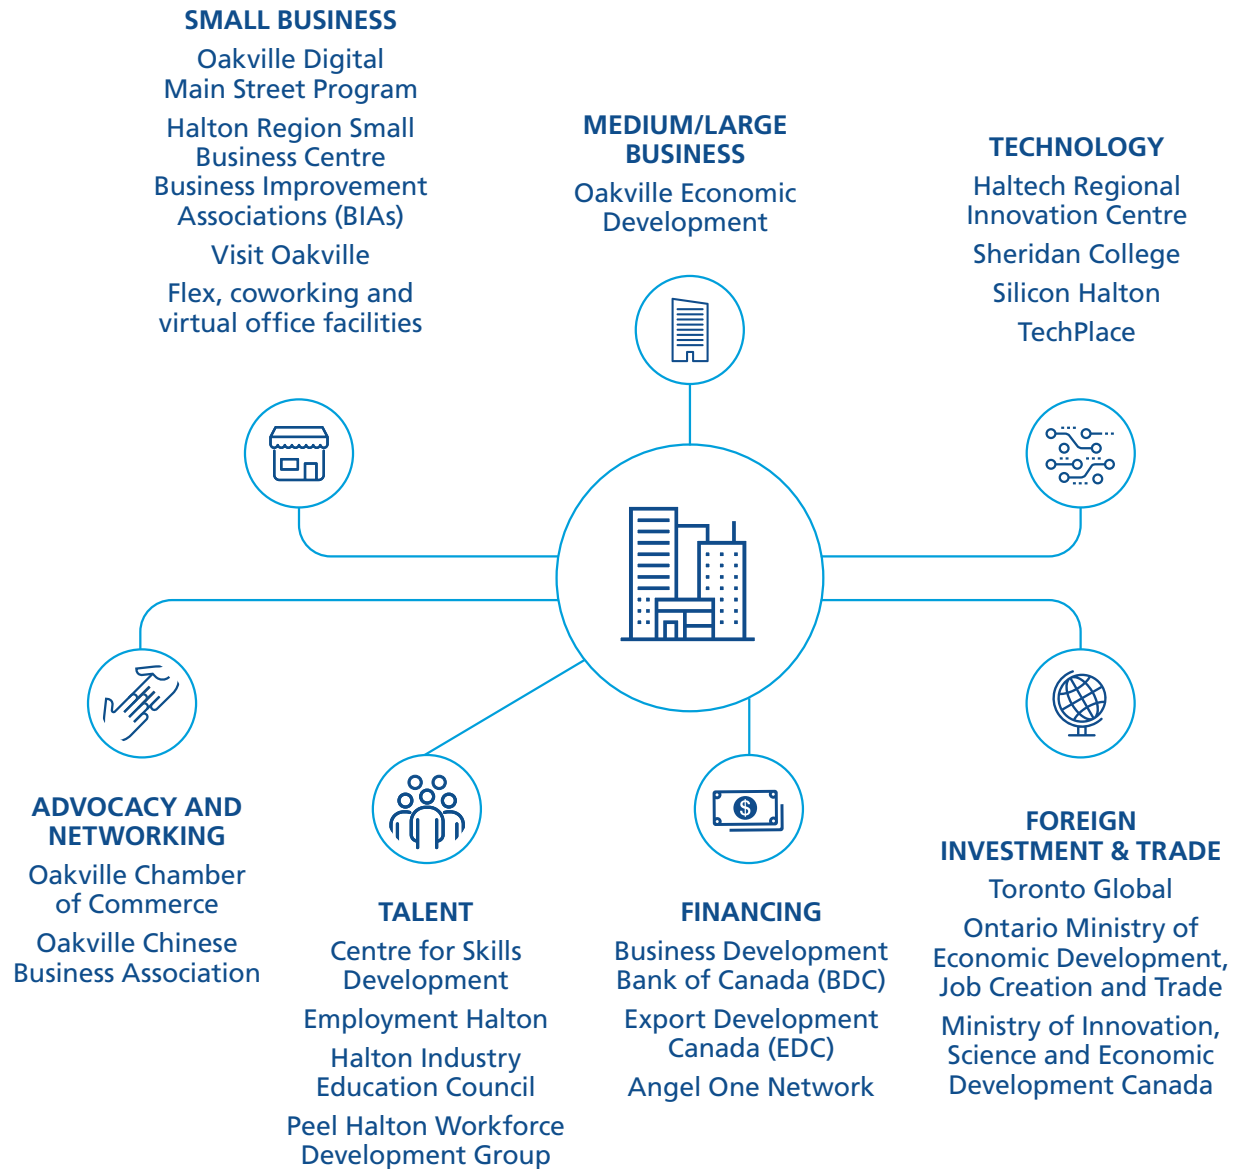 SMALL BUSINESS
Oakville Digital
Main Street Program
Halton Region Small
Business Centre
Business Improvement
Associations (BIAs)
Visit Oakville
Flex, coworking and
virtual office facilities
MEDIUM/LARGE
BUSINESS
Oakville Economic
Development
TECHNOLOGY
Haltech Regional
Innovation Centre
Sheridan College
Silicon Halton
TechPlace
ADVOCACY AND
NETWORKING
Oakville Chamber
of Commerce
Oakville Chinese
Business Association
TALENT
Centre for Skills
Development
Employment Halton
Halton Industry
Education Council
Peel Halton Workforce
Development Group
$
FINANCING
Business Development
Bank of Canada (BDC)
Export Development
Canada (EDC)
Angel One Network
FOREIGN
INVESTMENT & TRADE
Toronto Global
Ontario Ministry of
Economic Development,
Job Creation and Trade
Ministry of Innovation,
Science and Economic
Development Canada